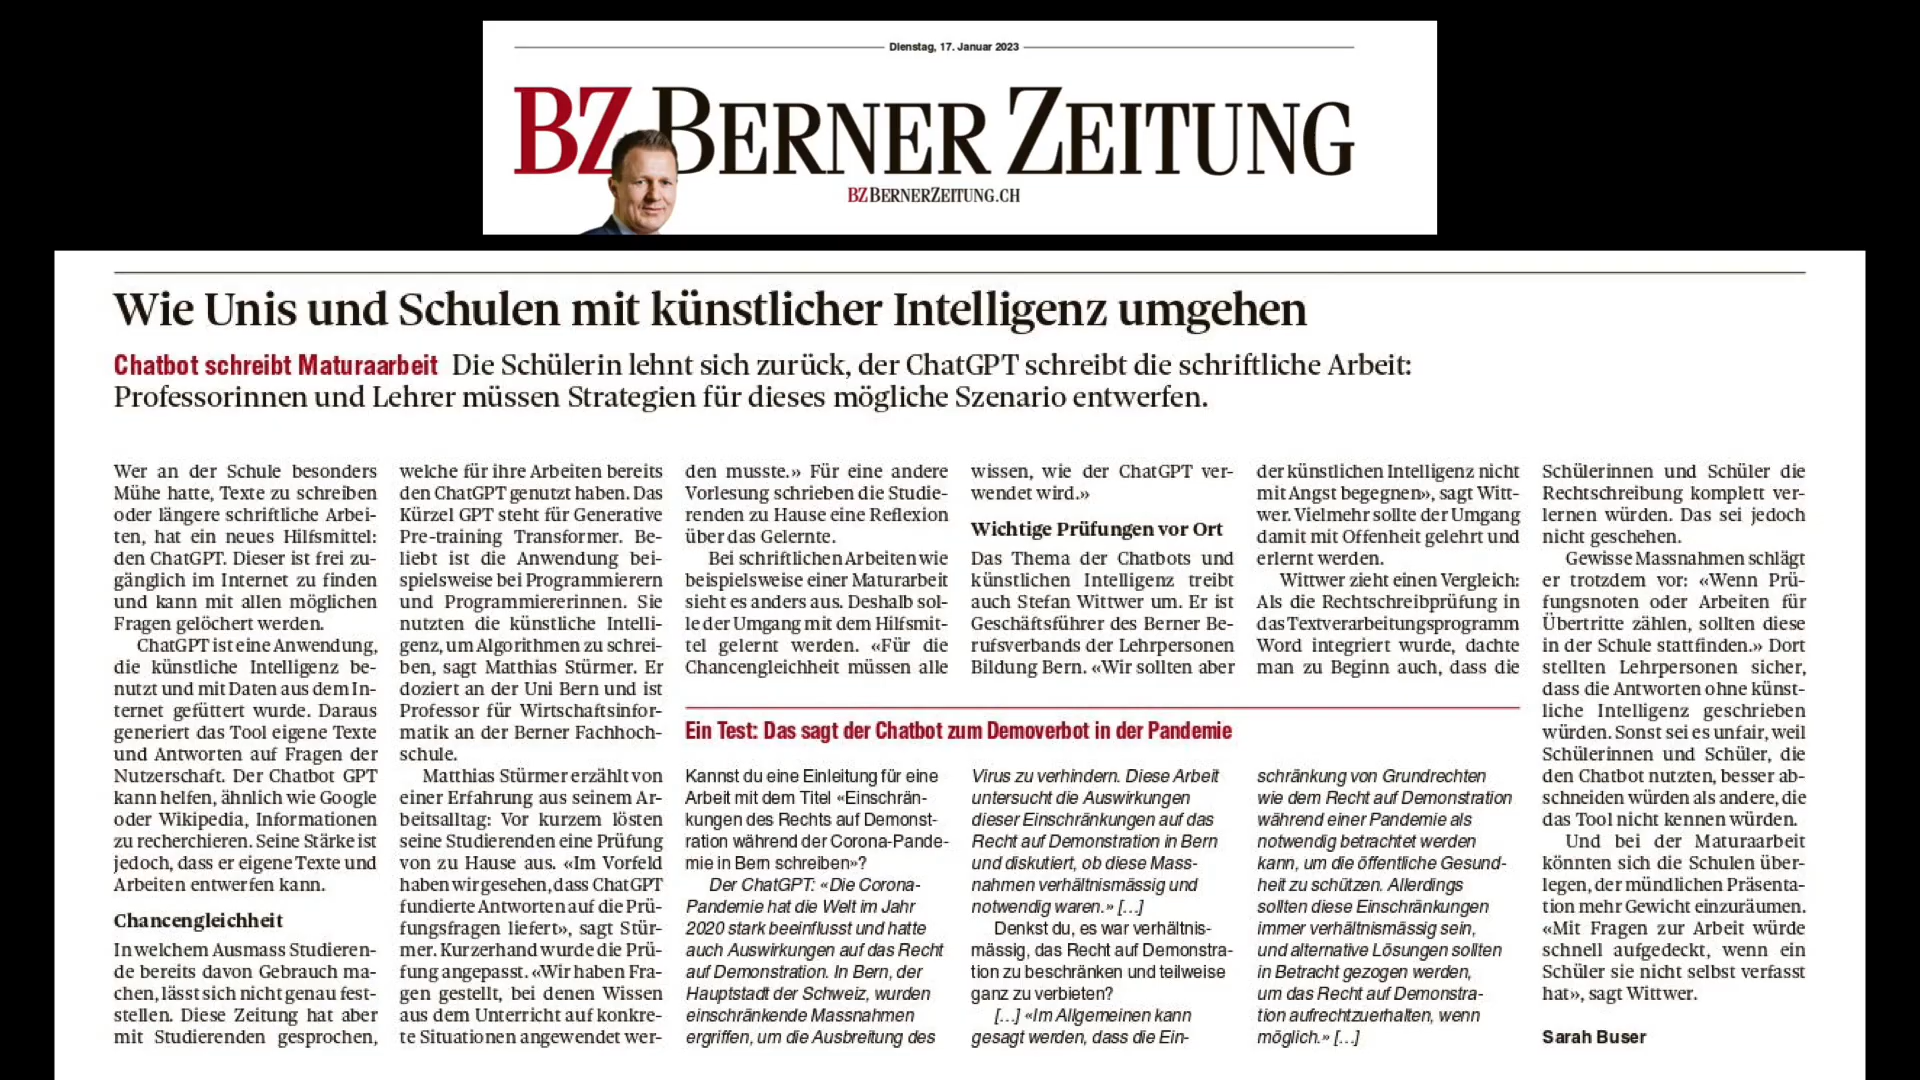 Dienstag, 17. Januar 2023
BZ BERNER ZEITUNG
BZ BERNERZEITUNG.CH
Wie Unis und Schulen mit künstlicher Intelligenz umgehen
Chatbot schreibt Maturaarbeit Die Schülerin lehnt sich zurück, der ChatGPT schreibt die schriftliche Arbeit:
Professorinnen und Lehrer müssen Strategien für dieses mögliche Szenario entwerfen.
Wer an der Schule besonders
Mühe hatte, Texte zu schreiben
oder längere schriftliche Arbei-
ten, hat ein neues Hilfsmittel:
den ChatGPT. Dieser ist frei zu-
gänglich im Internet zu finden
und kann mit allen möglichen
Fragen gelöchert werden.
ChatGPT ist eine Anwendung,
die künstliche Intelligenz be-
nutzt und mit Daten aus dem In-
ternet gefüttert wurde. Daraus
generiert das Tool eigene Texte
und Antworten auf Fragen der
Nutzerschaft. Der Chatbot GPT
kann helfen, ähnlich wie Google
oder Wikipedia, Informationen
zu recherchieren. Seine Stärke ist
jedoch, dass er eigene Texte und
Arbeiten entwerfen kann.
Chancengleichheit
In welchem Ausmass Studieren-
de bereits davon Gebrauch ma-
chen, lässt sich nicht genau fest-
stellen. Diese Zeitung hat aber
mit Studierenden gesprochen,
welche für ihre Arbeiten bereits
den ChatGPT genutzt haben. Das
Kürzel GPT steht für Generative
Pre-training Transformer. Be-
liebt ist die Anwendung bei-
spielsweise bei Programmierern
und Programmiererinnen. Sie
nutzten die künstliche Intelli-
genz, um Algorithmen zu schrei-
ben, sagt Matthias Stürmer. Er
doziert an der Uni Bern und ist
Professor für Wirtschaftsinfor-
matik an der Berner Fachhoch-
schule.
Matthias Stürmer erzählt von
einer Erfahrung aus seinem Ar-
beitsalltag: Vor kurzem lösten
seine Studierenden eine Prüfung
von zu Hause aus. «Im Vorfeld
haben wir gesehen, dass ChatGPT
fundierte Antworten auf die Prü-
fungsfragen liefert», sagt Stür-
mer. Kurzerhand wurde die Prü-
fung angepasst. «Wir haben Fra-
gen gestellt, bei denen Wissen
aus dem Unterricht auf konkre-
te Situationen angewendet wer-
den musste.» Für eine andere
Vorlesung schrieben die Studie-
renden zu Hause eine Reflexion
über das Gelernte.
Bei schriftlichen Arbeiten wie
beispielsweise einer Maturarbeit
sieht es anders aus. Deshalb sol-
le der Umgang mit dem Hilfsmit-
tel gelernt werden. «Für die
Chancengleichheit müssen alle
wissen, wie der ChatGPT ver-
wendet wird.»
Wichtige Prüfungen vor Ort
Das Thema der Chatbots und
künstlichen Intelligenz treibt
auch Stefan Wittwer um. Er ist
Geschäftsführer des Berner Be-
rufsverbands der Lehrpersonen
Bildung Bern. «Wir sollten aber
der künstlichen Intelligenz nicht
mit Angst begegnen», sagt Witt-
wer. Vielmehr sollte der Umgang
damit mit Offenheit gelehrt und
erlernt werden.
Wittwer zieht einen Vergleich:
Als die Rechtschreibprüfung in
das Textverarbeitungsprogramm
Word integriert wurde, dachte
man zu Beginn auch, dass die
Schülerinnen und Schüler die
Rechtschreibung komplett ver-
lernen würden. Das sei jedoch
nicht geschehen.
Gewisse Massnahmen schlägt
er trotzdem vor: «Wenn Prü-
fungsnoten oder Arbeiten für
Übertritte zählen, sollten diese
in der Schule stattfinden.» Dort
stellten Lehrpersonen sicher,
dass die Antworten ohne künst-
liche Intelligenz geschrieben
würden. Sonst sei es unfair, weil
Schülerinnen und Schüler, die
den Chatbot nutzten, besser ab-
schneiden würden als andere, die
das Tool nicht kennen würden.
Und bei der Maturaarbeit
könnten sich die Schulen über-
legen, der mündlichen Präsenta-
tion mehr Gewicht einzuräumen.
«Mit Fragen zur Arbeit würde
schnell aufgedeckt, wenn ein
Schüler sie nicht selbst verfasst
hat», sagt Wittwer.
Sarah Buser
Ein Test: Das sagt der Chatbot zum Demoverbot in der Pandemie
Kannst du eine Einleitung für eine
Arbeit mit dem Titel «Einschrän-
kungen des Rechts auf Demonst-
ration während der Corona-Pande-
mie in Bern schreiben»?
Der ChatGPT: «Die Corona-
Pandemie hat die Welt im Jahr
2020 stark beeinflusst und hatte
auch Auswirkungen auf das Recht
auf Demonstration. In Bern, der
Hauptstadt der Schweiz, wurden
einschränkende Massnahmen
ergriffen, um die Ausbreitung des
Virus zu verhindern. Diese Arbeit
untersucht die Auswirkungen
dieser Einschränkungen auf das
Recht auf Demonstration in Bern
und diskutiert, ob diese Mass-
nahmen verhältnismässig und
notwendig waren.» […]
Denkst du, es war verhältnis-
mässig, das Recht auf Demonstra-
tion zu beschränken und teilweise
ganz zu verbieten?
[…] «Im Allgemeinen kann
gesagt werden, dass die Ein-
schränkung von Grundrechten
wie dem Recht auf Demonstration
während einer Pandemie als
notwendig betrachtet werden
kann, um die öffentliche Gesund-
heit zu schützen. Allerdings
sollten diese Einschränkungen
immer verhältnismässig sein,
und alternative Lösungen sollten
in Betracht gezogen werden,
um das Recht auf Demonstra-
tion aufrechtzuerhalten, wenn
möglich.» […]